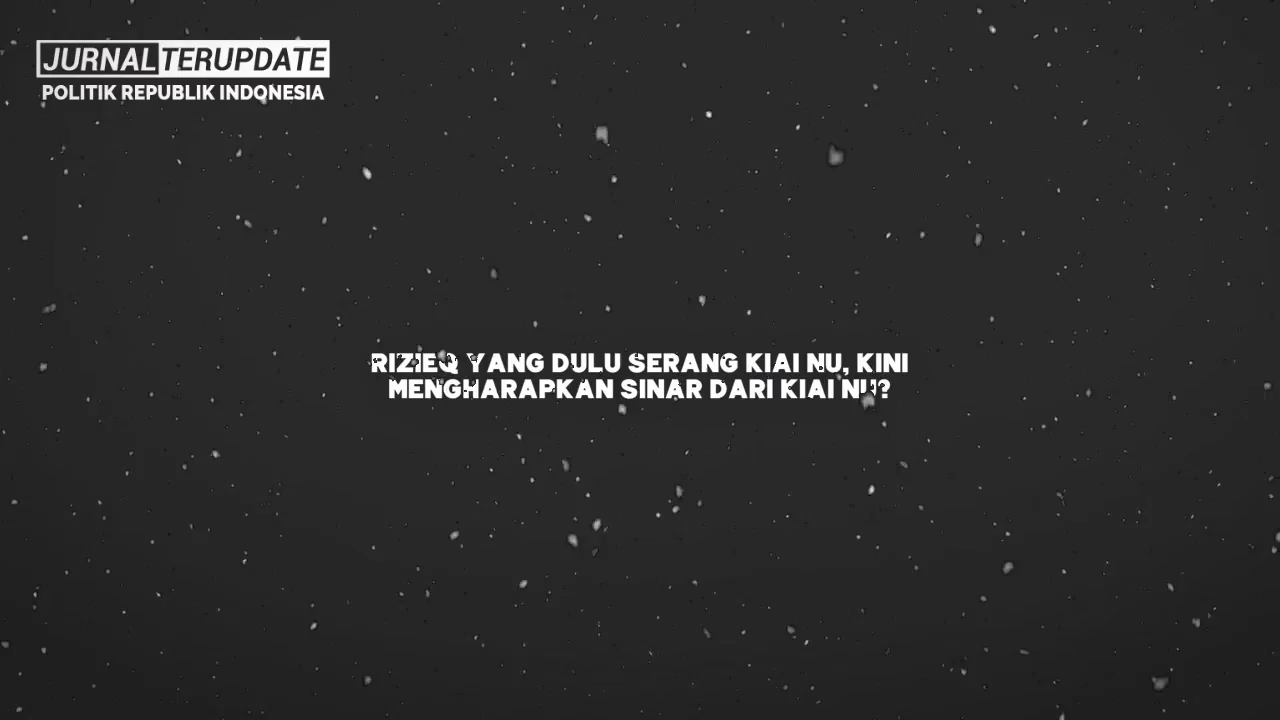 JURNALTERUPDATE
POLITIK REPUBLIK INDONESIA
RIZIEQ YANG DULU SERANG KIAI NU, KINI
MENGHARAPKAN SINAR DARI KIAI NU?